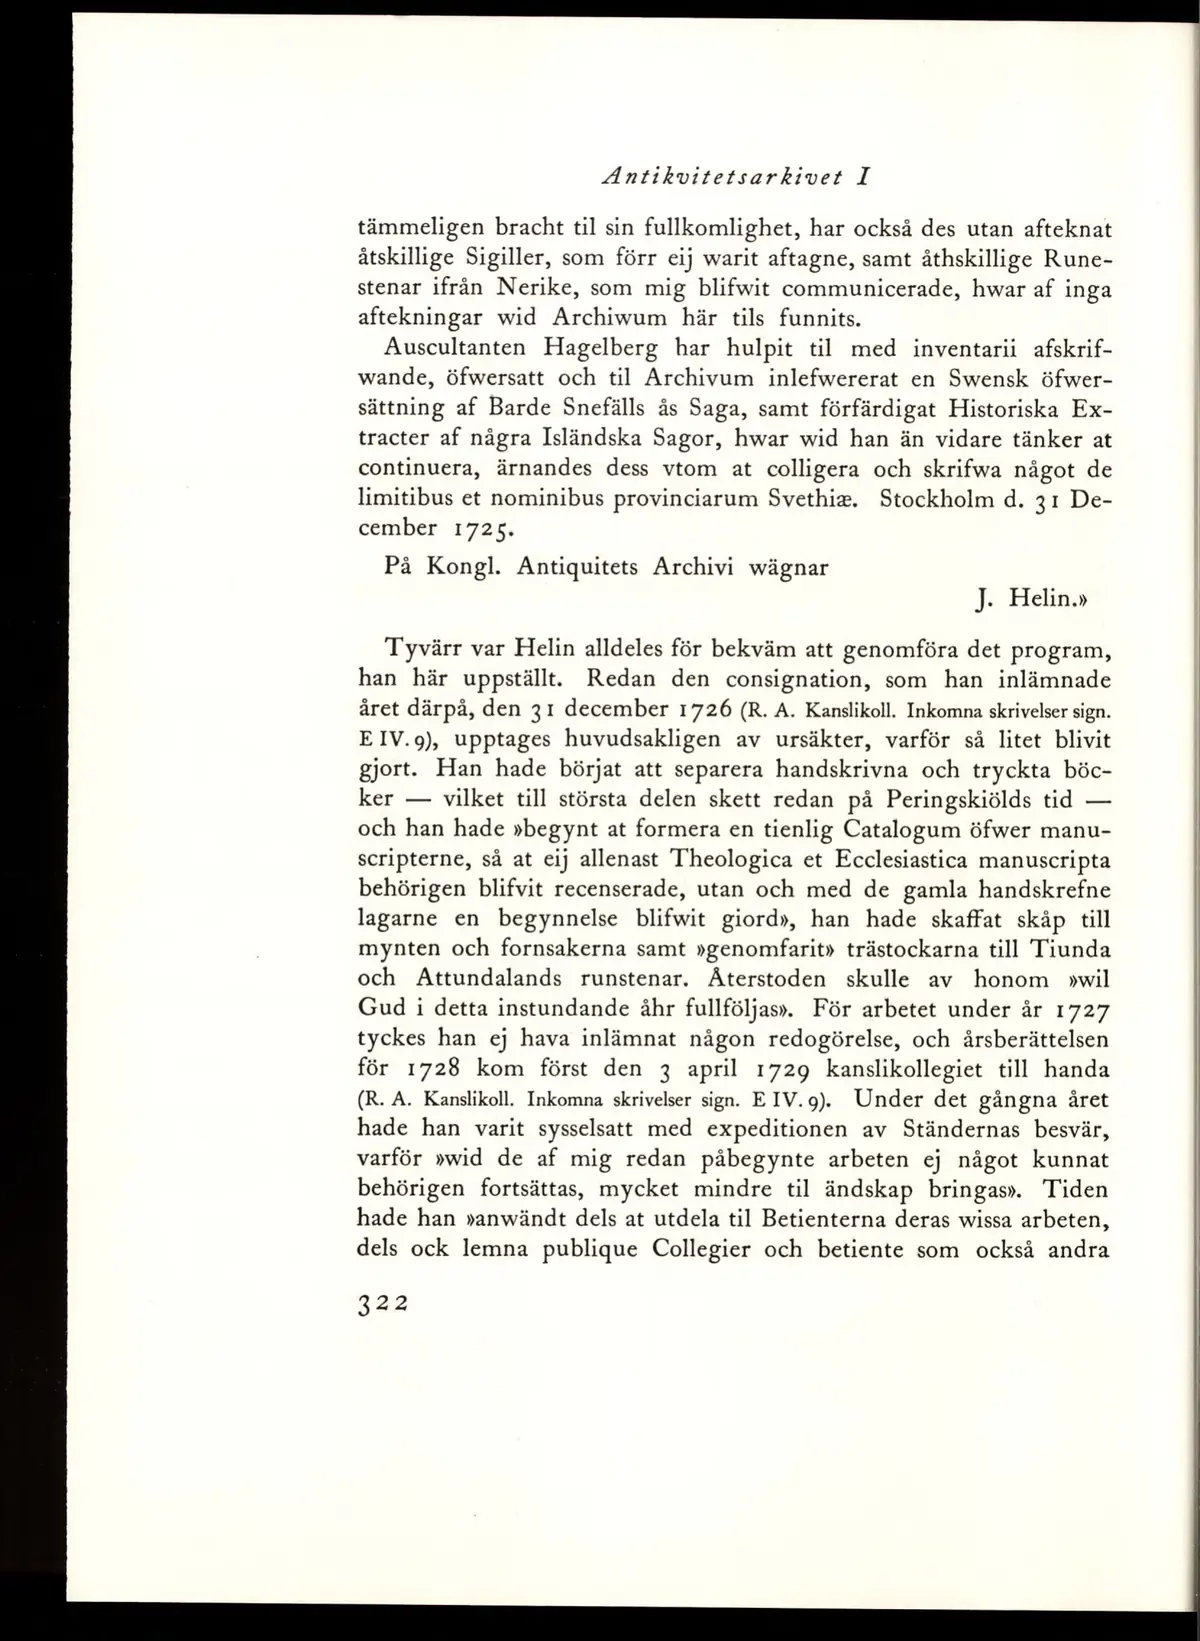 Antikvitetsarkivet I
tämmeligen bracht til sin fullkomlighet, har också des utan afteknat
åtskillige Sigiller, som förr eij warit aftagne, samt åthskillige Rune-
stenar ifrån Nerike, som mig blifwit communicerade, hwar af inga
aftekningar wid Archiwum här tils funnits.
Auscultanten Hagelberg har hulpit til med inventarii afskrif-
wande, öfwersatt och til Archivum inlefwererat en Swensk öfwer-
sättning af Barde Snefälls ås Saga, samt förfärdigat Historiska Ex-
tracter af några Isländska Sagor, hwar wid han än vidare tänker at
continuera, ärnandes dess vtom at colligera och skrifwa något de
limitibus et nominibus provinciarum Svethiæ. Stockholm d. 31 De-
cember 1725.
På Kongl. Antiquitets Archivi wägnar
J. Helin.»
Tyvärr var Helin alldeles för bekväm att genomföra det program,
han här uppställt. Redan den consignation, som han inlämnade
året därpå, den 31 december 1726 (R. A. Kanslikoll. Inkomna skrivelser sign.
E IV. 9), upptages huvudsakligen av ursäkter, varför så litet blivit
gjort. Han hade börjat att separera handskrivna och tryckta böc-
ker — vilket till största delen skett redan på Peringskiölds tid —
och han hade »begynt at formera en tienlig Catalogum öfwer manu-
scripterne, så at eij allenast Theologica et Ecclesiastica manuscripta
behörigen blifvit recenserade, utan och med de gamla handskrefne
lagarne en begynnelse blifwit giord», han hade skaffat skåp till
mynten och fornsakerna samt »genomfarit» trästockarna till Tiunda
och Attundalands runstenar. Återstoden skulle av honom »wil
Gud i detta instundande åhr fullföljas». För arbetet under år 1727
tyckes han ej hava inlämnat någon redogörelse, och årsberättelsen
för 1728 kom först den 3 april 1729 kanslikollegiet till handa
(R. A. Kanslikoll. Inkomna skrivelser sign. E IV. 9). Under det gångna året
hade han varit sysselsatt med expeditionen av Ständernas besvär,
varför »wid de af mig redan påbegynte arbeten ej något kunnat
behörigen fortsättas, mycket mindre til ändskap bringas». Tiden
hade han »anwändt dels at utdela til Betienterna deras wissa arbeten,
dels ock lemna publique Collegier och betiente som också andra
322